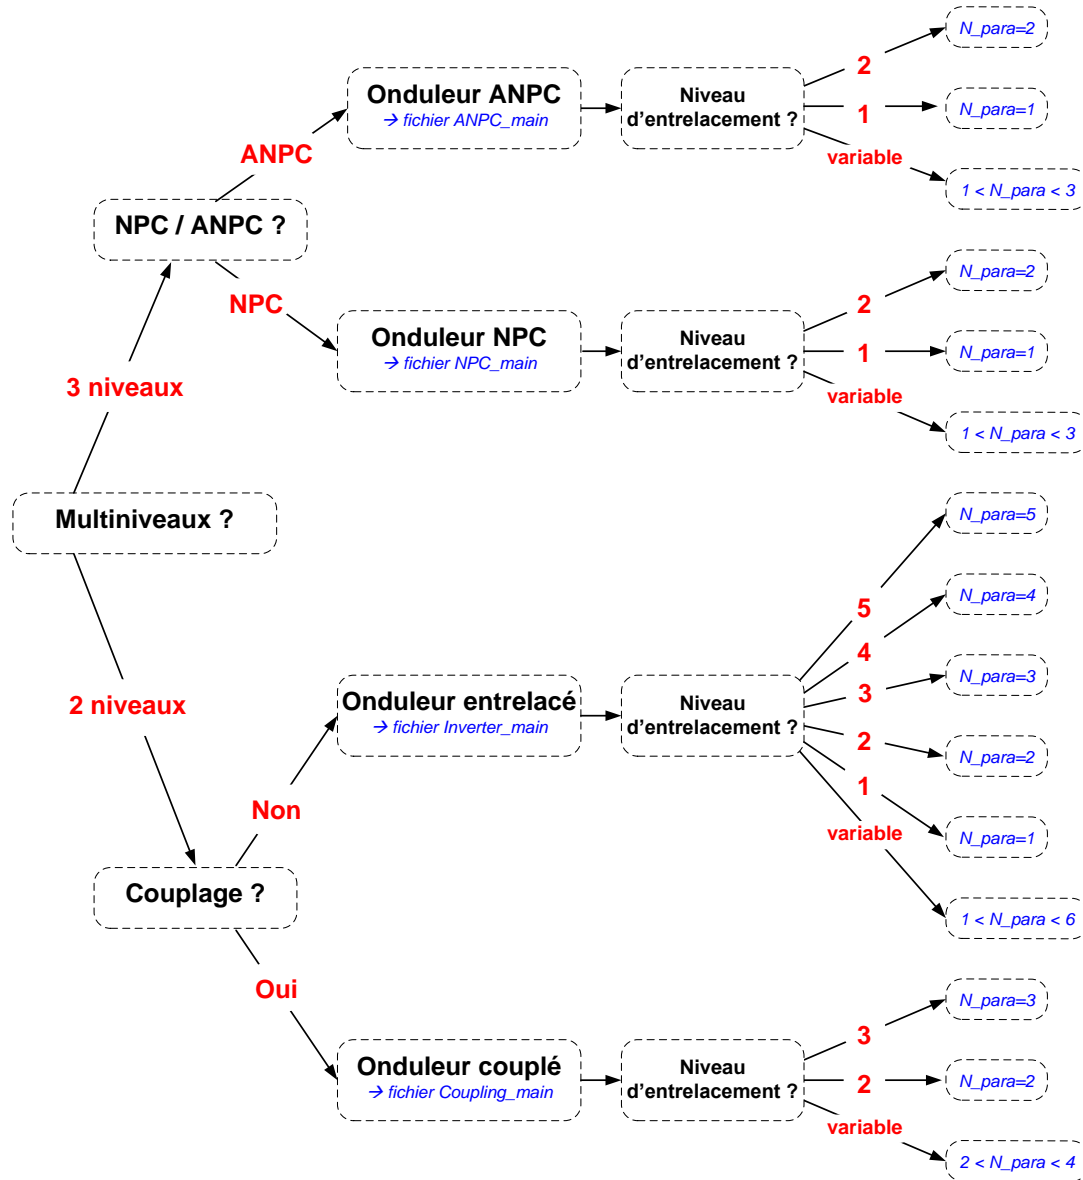 N_para=2
Onduleur ANPC
→ fichier ANPC_main
Niveau
d'entrelacement ?
2
1
N_para=1
variable
1 < N_para < 3
ANPC
NPC / ANPC ?
NPC
Onduleur NPC
→ fichier NPC_main
Niveau
d'entrelacement ?
2
N_para=2
1
N_para=1
variable
1 < N_para < 3
3 niveaux
Multiniveaux ?
2 niveaux
Onduleur entrelacé
→ fichier Inverter_main
Niveau
d'entrelacement ?
5
N_para=5
4
N_para=4
3
N_para=3
2
N_para=2
1
N_para=1
variable
1 < N_para < 6
Non
Couplage ?
Oui
Onduleur couplé
→ fichier Coupling_main
Niveau
d'entrelacement ?
3
N_para=3
2
N_para=2
variable
2 < N_para < 4